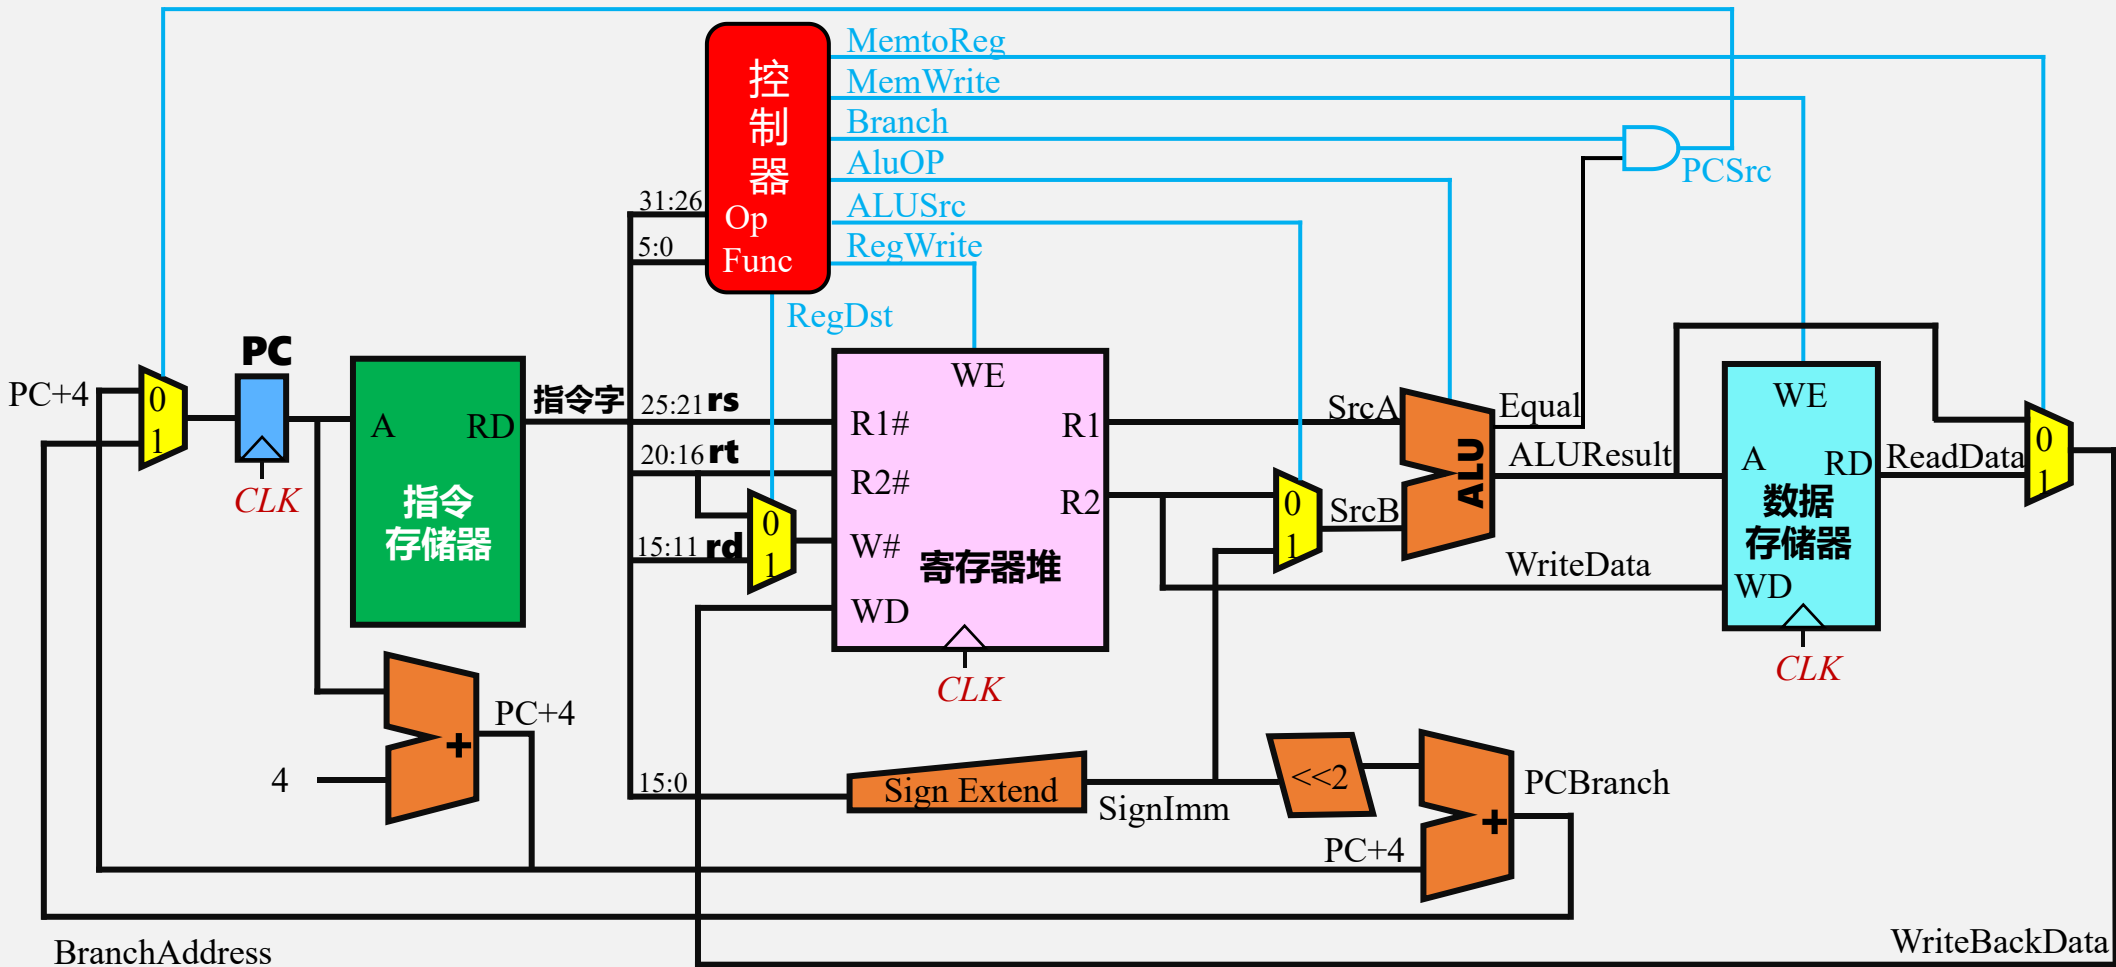 MemtoReg
MemWrite
Branch
AluOP
ALUSrc
RegWrite
RegDst
PCSrc
控
制
器
Op
Func
31:26
5:0
PC+4
0
1
PC
CLK
A
RD
指令
存储器
指令字
25:21 rs
20:16 rt
15:11 rd
0
1
WE
R1#
R2#
W#
WD
R1
R2
寄存器堆
CLK
0
1
SrcA
SrcB
ALU
Equal
ALUResult
WriteData
WE
A
RD
数据
存储器
WD
CLK
ReadData
0
1
4
+
PC+4
15:0
Sign Extend
SignImm
<<2
PC+4
+
PCBranch
BranchAddress
WriteBackData